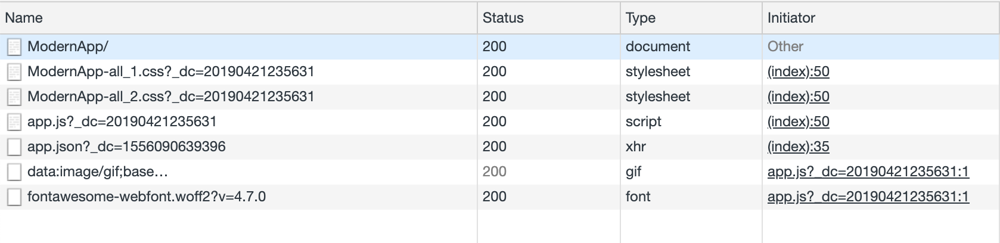 Name Status Type Initiator
ModernApp/ 200 document Other
ModernApp-all_1.css?_dc=20190421235631 200 stylesheet (index):50
ModernApp-all_2.css?_dc=20190421235631 200 stylesheet (index):50
app.js?_dc=20190421235631 200 script (index):50
app.json?_dc=1556090639396 200 xhr (index):35
data:image/gif;base… 200 gif app.js?_dc=20190421235631:1
fontawesome-webfont.woff2?v=4.7.0 200 font app.js?_dc=20190421235631:1